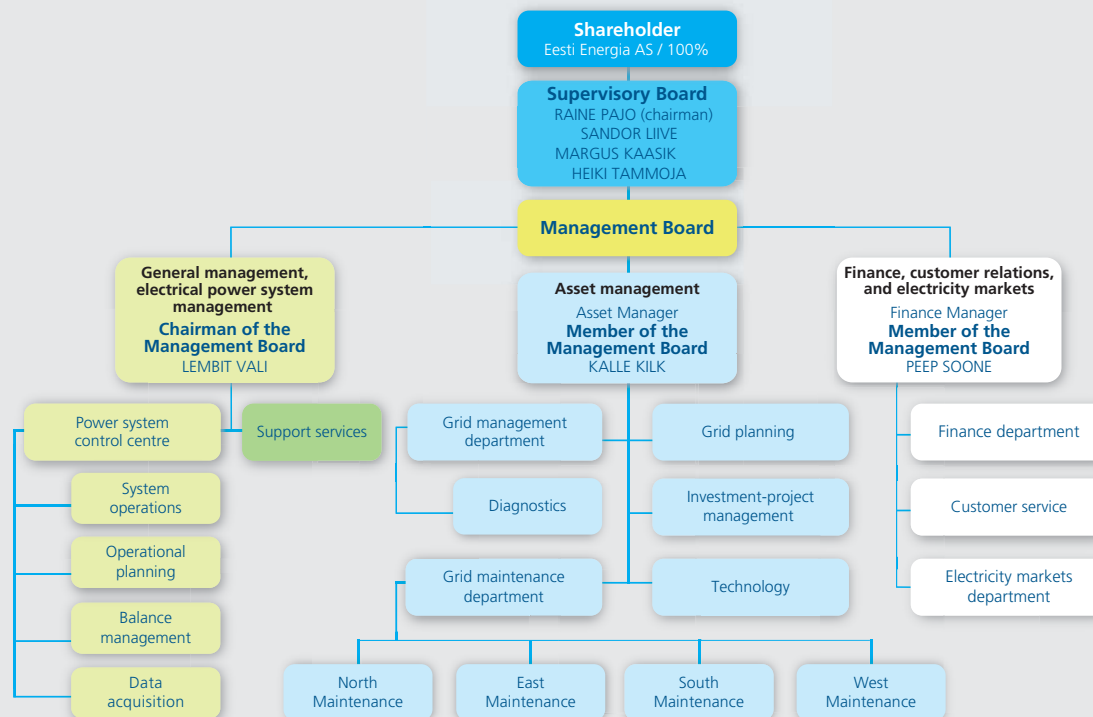 Shareholder
Eesti Energia AS / 100%
Supervisory Board
RAINE PAJO (chairman)
SANDOR LIIVE
MARGUS KAASIK
HEIKI TAMMOJA
Management Board
General management,
electrical power system
management
Chairman of the
Management Board
LEMBIT VALI
Asset management
Asset Manager
Member of the
Management Board
KALLE KILK
Finance, customer relations,
and electricity markets
Finance Manager
Member of the
Management Board
PEEP SOONE
Power system
control centre
Support services
System
operations
Operational
planning
Balance
management
Data
acquisition
Grid management
department
Grid planning
Diagnostics
Investment-project
management
Grid maintenance
department
Technology
North
Maintenance
East
Maintenance
South
Maintenance
West
Maintenance
Finance department
Customer service
Electricity markets
department